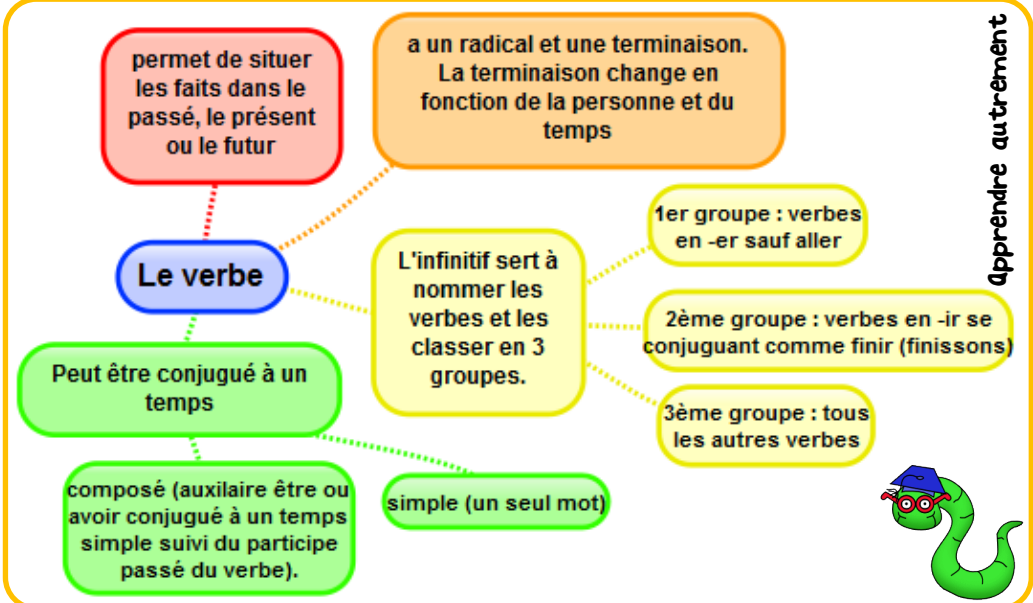 permet de situer
les faits dans le
passé, le présent
ou le futur
a un radical et une terminaison.
La terminaison change en
fonction de la personne et du
temps
Apprendre autrement
Le verbe
L'infinitif sert à
nommer les
verbes et les
classer en 3
groupes.
1er groupe : verbes
en -er sauf aller
2ème groupe : verbes en -ir se
conjuguant comme finir (finissons)
3ème groupe : tous
les autres verbes
Peut être conjugué à un
temps
composé (auxilaire être ou
avoir conjugué à un temps
simple suivi du participe
passé du verbe).
simple (un seul mot)